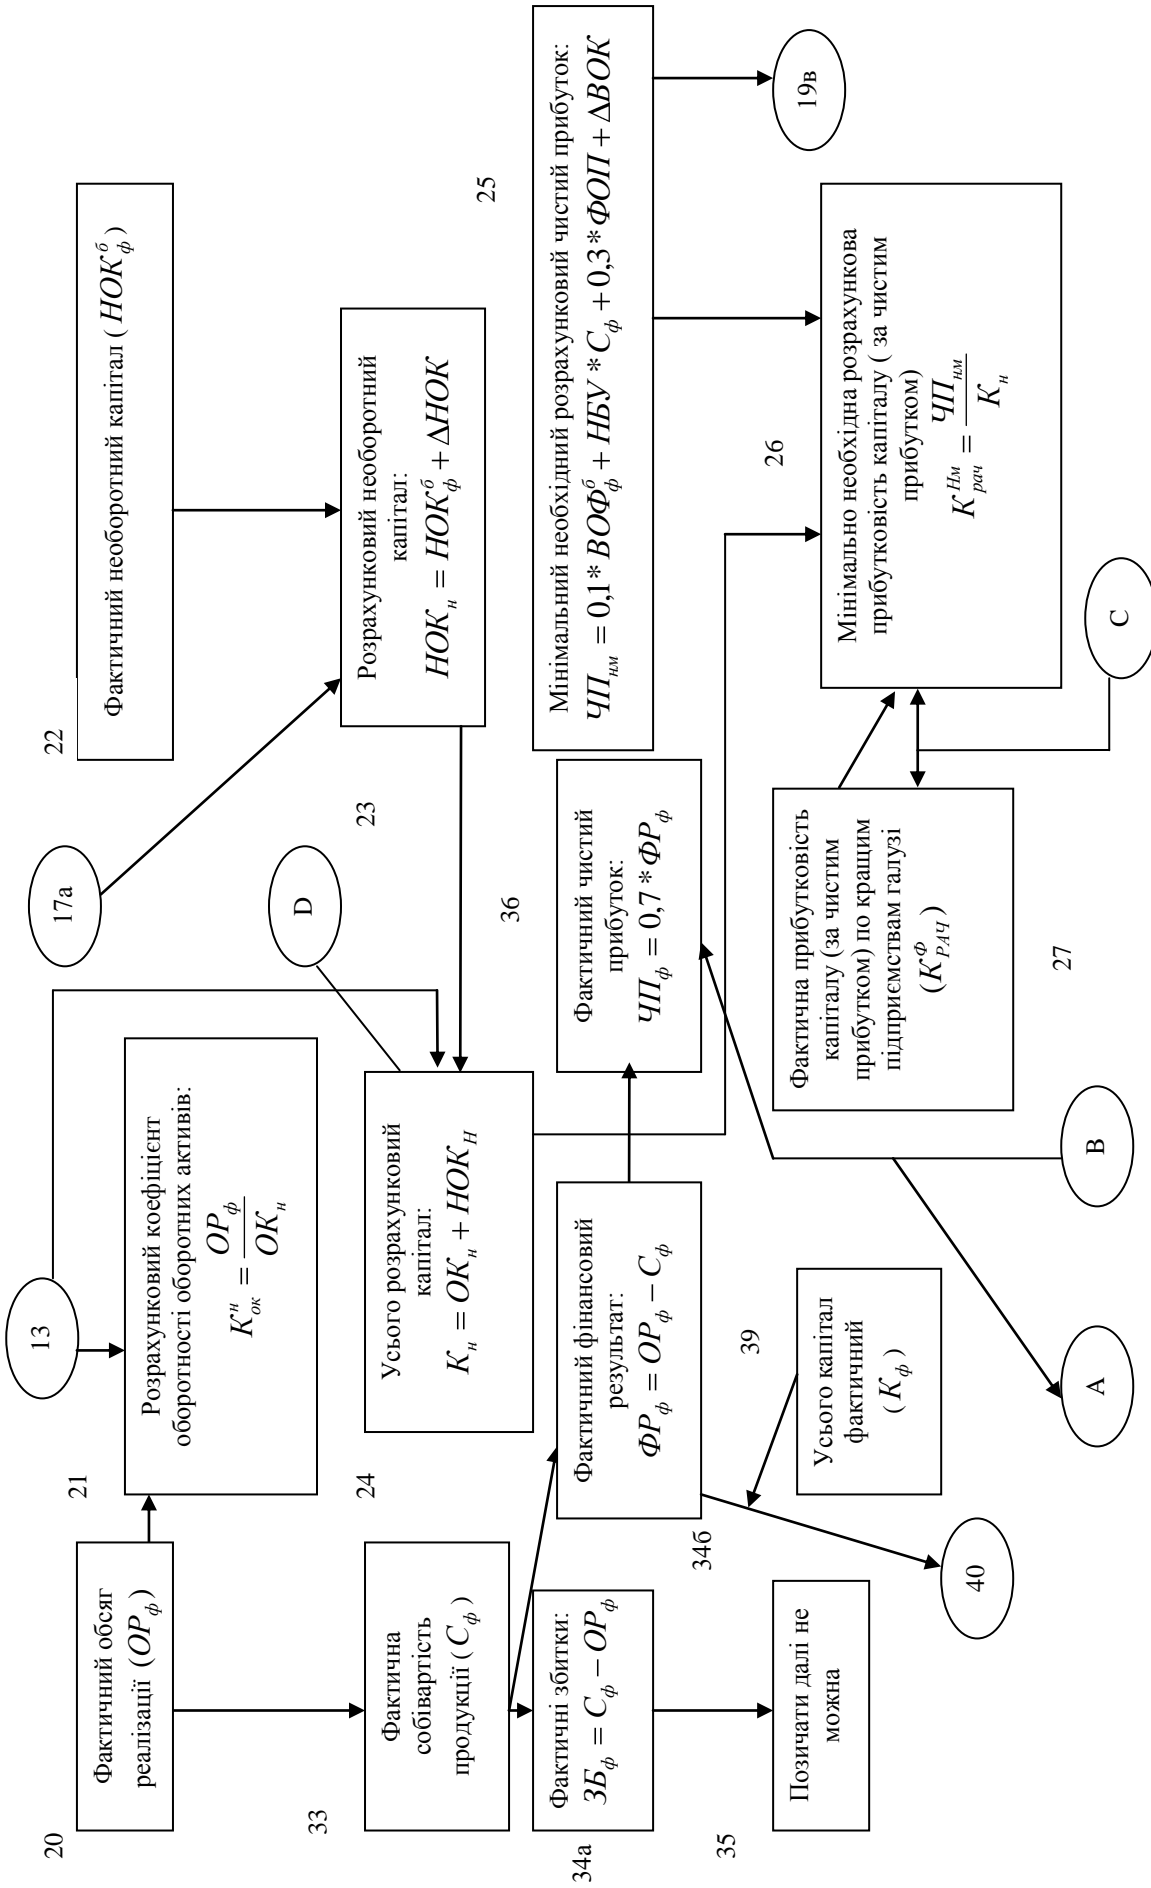 20
Фактичний обсяг
реалізації (ОР_ф)
21
Розрахунковий коефіцієнт
оборотності оборотних активів:
К^н_ок = ОР_ф / ОК_н
13
17а
22
Фактичний необоротний капітал ( НОК^б_ф )
33
Фактична
собівартість
продукції ( С_ф )
24
Усього розрахунковий
капітал:
К_н = ОК_н + НОК_Н
D
23
Розрахунковий необоротний
капітал:
НОК_н = НОК^б_ф + ΔНОК
34а
Фактичні збитки:
ЗБ_ф = С_ф − ОР_ф
34б
Фактичний фінансовий
результат:
ФР_ф = ОР_ф − С_ф
36
Фактичний чистий
прибуток:
ЧП_ф = 0,7 * ФР_ф
25
Мінімальний необхідний розрахунковий чистий прибуток:
ЧП_нм = 0,1* ВОФ^б_ф + НБУ * С_ф + 0,3* ФОП + ΔВОК
35
Позичати далі не
можна
39
Усього капітал
фактичний
( К_ф )
40
27
Фактична прибутковість
капіталу (за чистим
прибутком) по кращим
підприємствам галузі
(К^Ф_РАЧ)
26
Мінімально необхідна розрахункова
прибутковість капіталу ( за чистим
прибутком)
К^Нм_рач = ЧП_нм / К_н
19в
A
B
C